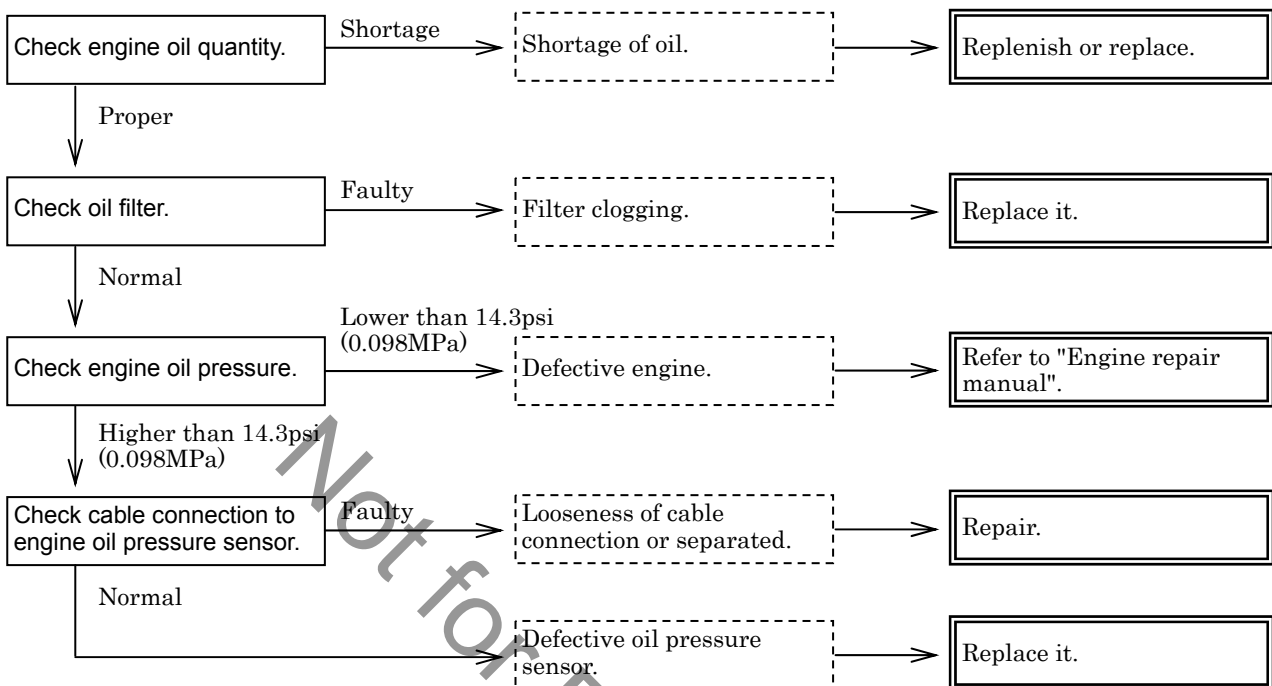 Check engine oil quantity.
Shortage
Shortage of oil.
Replenish or replace.
Proper
Check oil filter.
Faulty
Filter clogging.
Replace it.
Normal
Check engine oil pressure.
Lower than 14.3psi
(0.098MPa)
Defective engine.
Refer to "Engine repair
manual".
Higher than 14.3psi
(0.098MPa)
Check cable connection to
engine oil pressure sensor.
Faulty
Looseness of cable
connection or separated.
Repair.
Normal
Defective oil pressure
sensor.
Replace it.
Not for